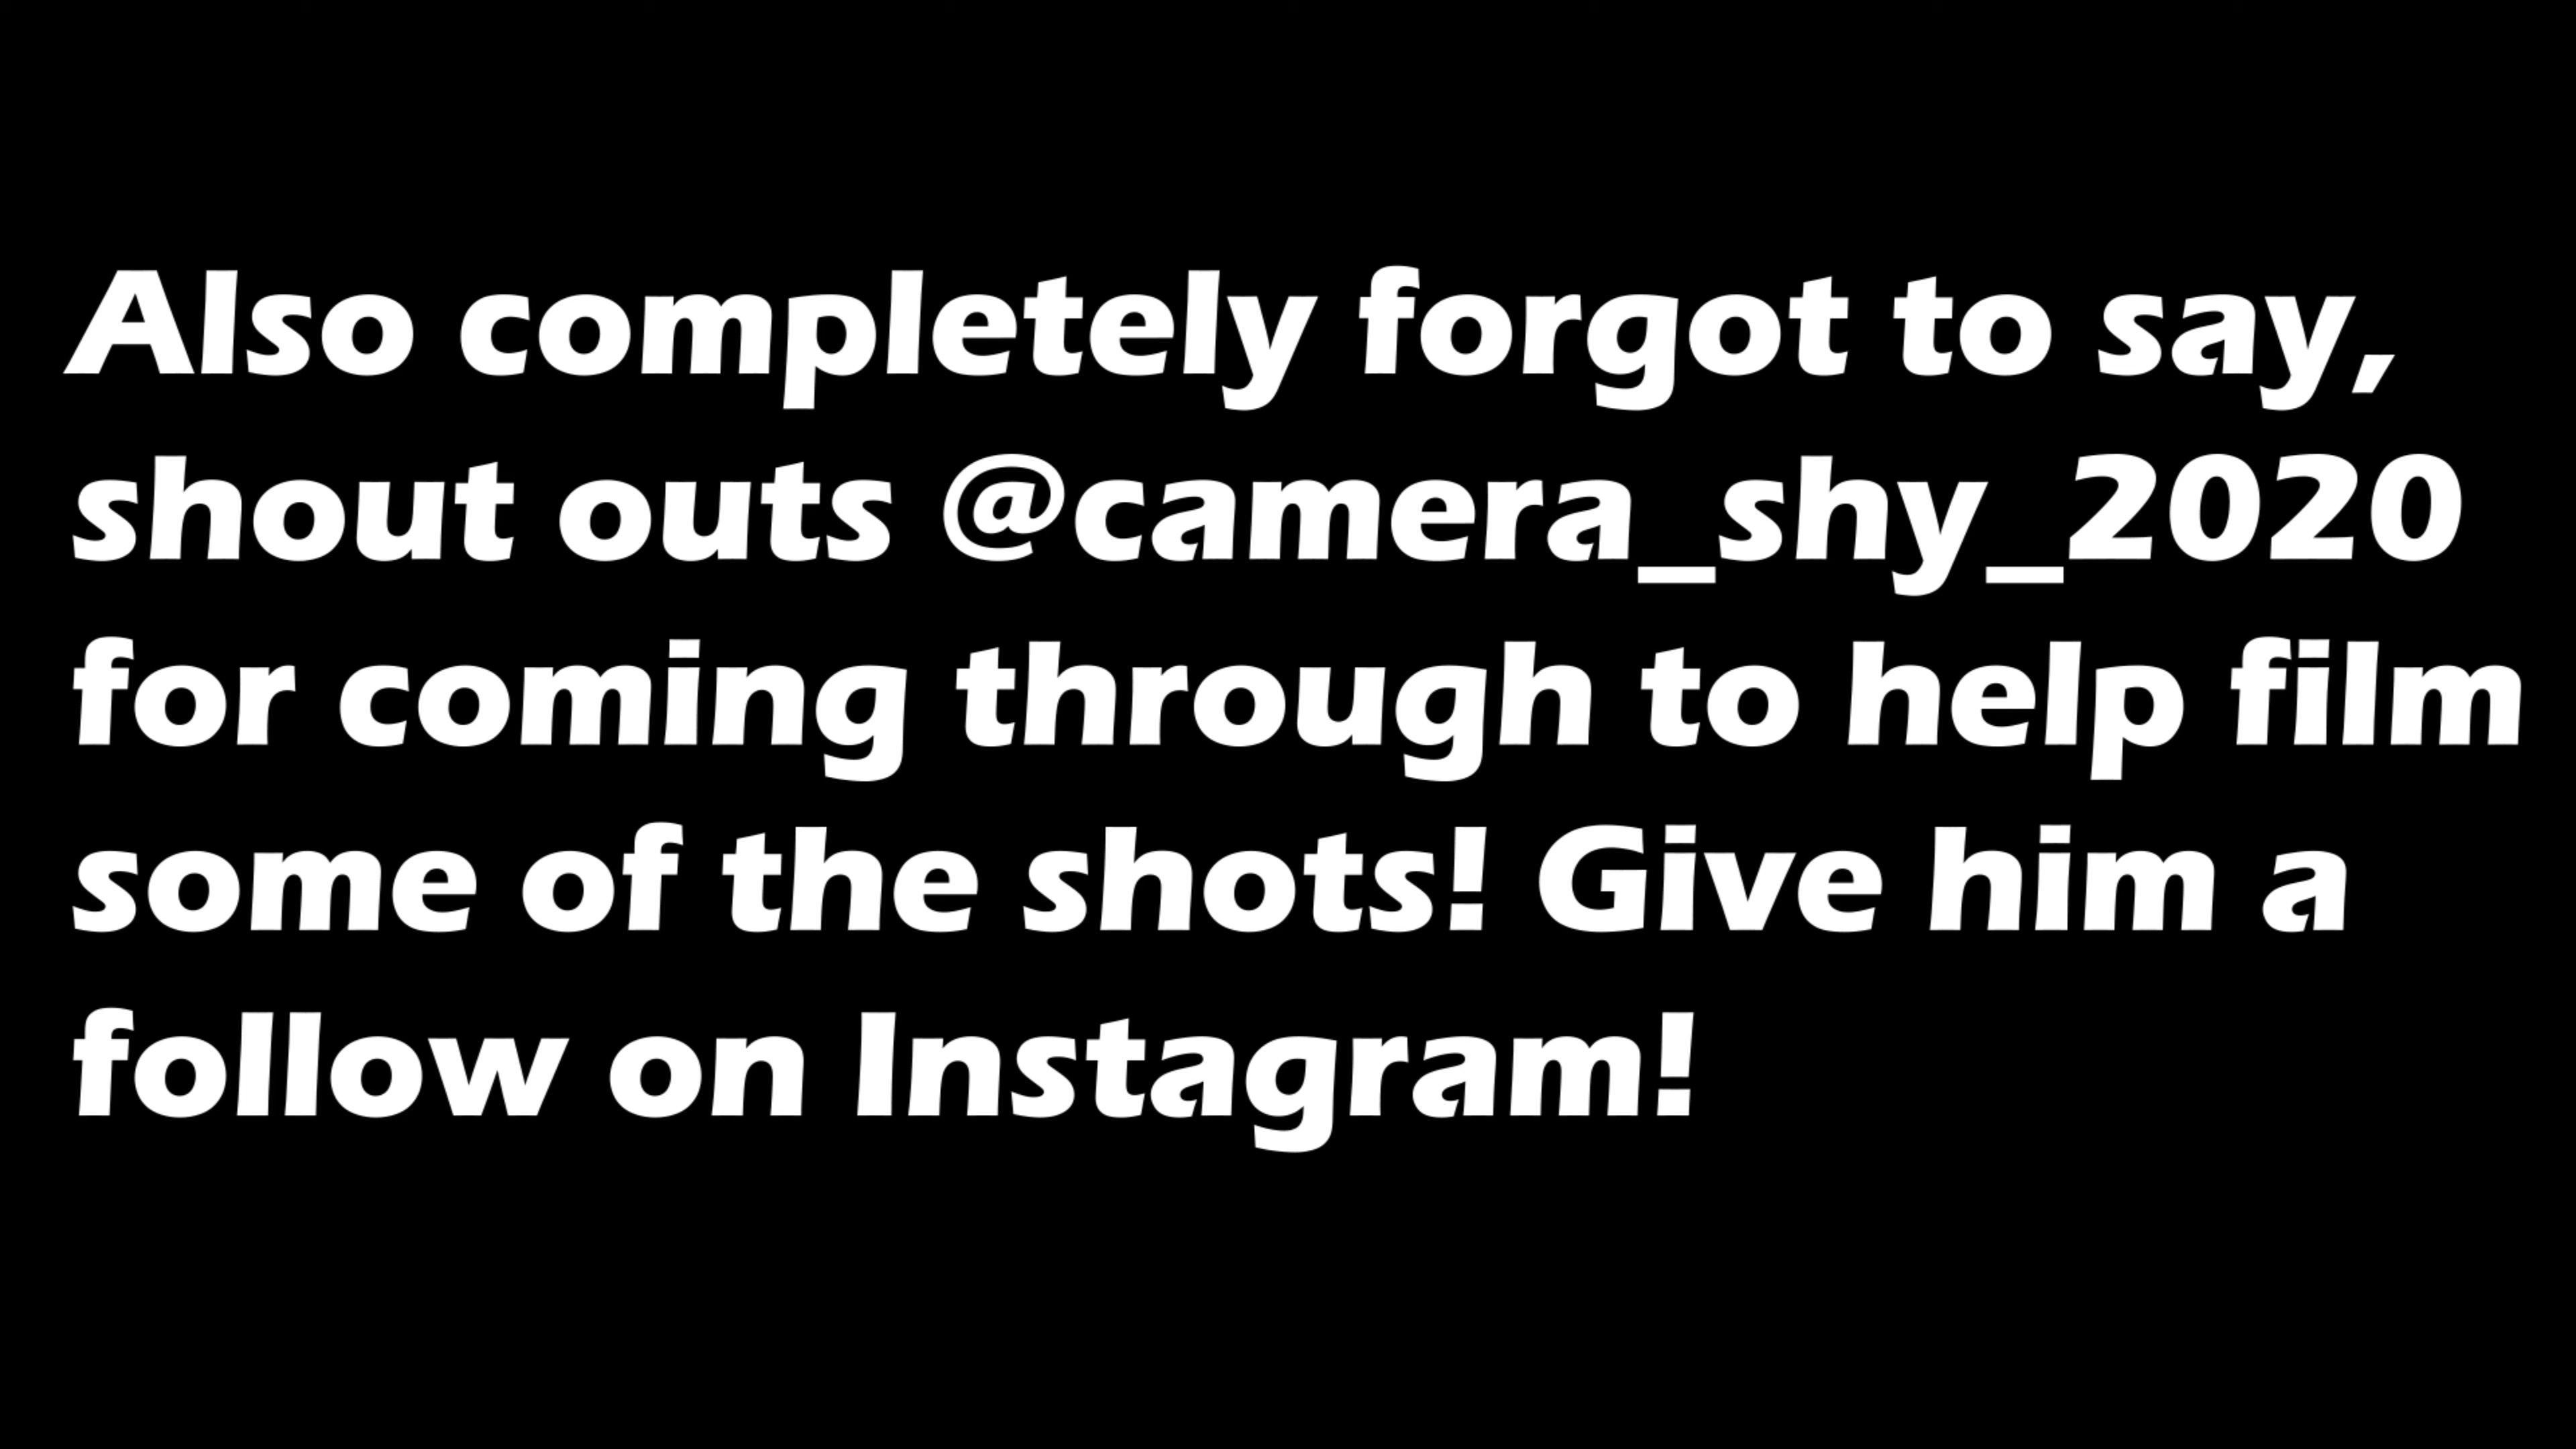 Also completely forgot to say,
shout outs @camera_shy_2020
for coming through to help film
some of the shots! Give him a
follow on Instagram!